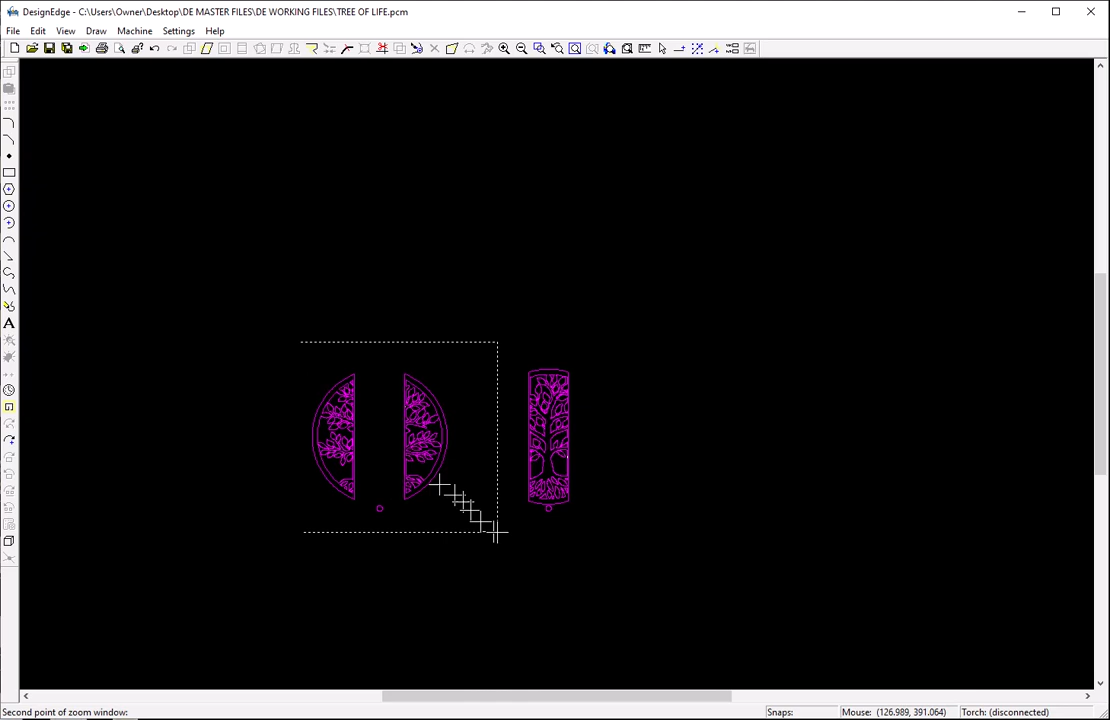 DesignEdge - C:\Users\Owner\Desktop\DE MASTER FILES\DE WORKING FILES\TREE OF LIFE.pcm
File Edit View Draw Machine Settings Help
A
Second point of zoom window: Snaps: Mouse: (126.989, 391.064) Torch: (disconnected)